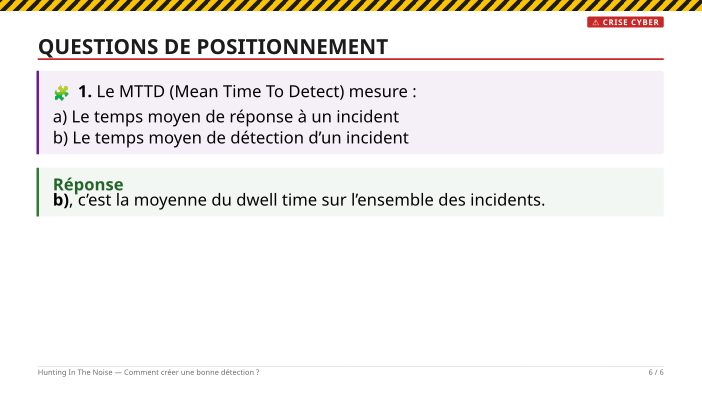 ⚠ CRISE CYBER
QUESTIONS DE POSITIONNEMENT
🧩 1. Le MTTD (Mean Time To Detect) mesure :
a) Le temps moyen de réponse à un incident
b) Le temps moyen de détection d’un incident
Réponse
b), c’est la moyenne du dwell time sur l’ensemble des incidents.
Hunting In The Noise — Comment créer une bonne détection ?
6 / 6